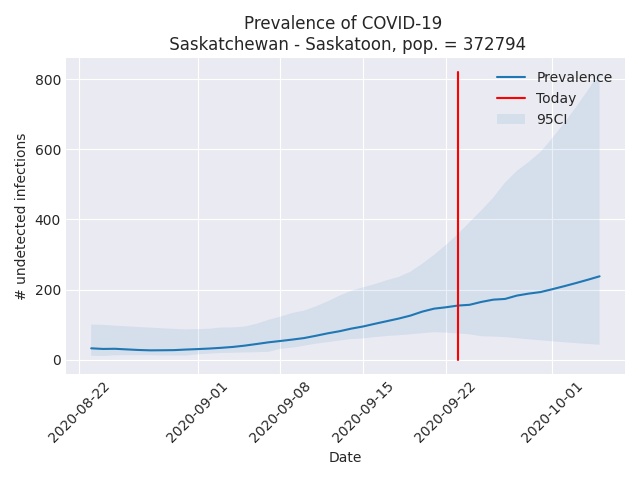 Prevalence of COVID-19
Saskatchewan - Saskatoon, pop. = 372794
# undetected infections
800
600
400
200
0
Prevalence
Today
95CI
2020-08-22
2020-09-01
2020-09-08
2020-09-15
2020-09-22
2020-10-01
Date